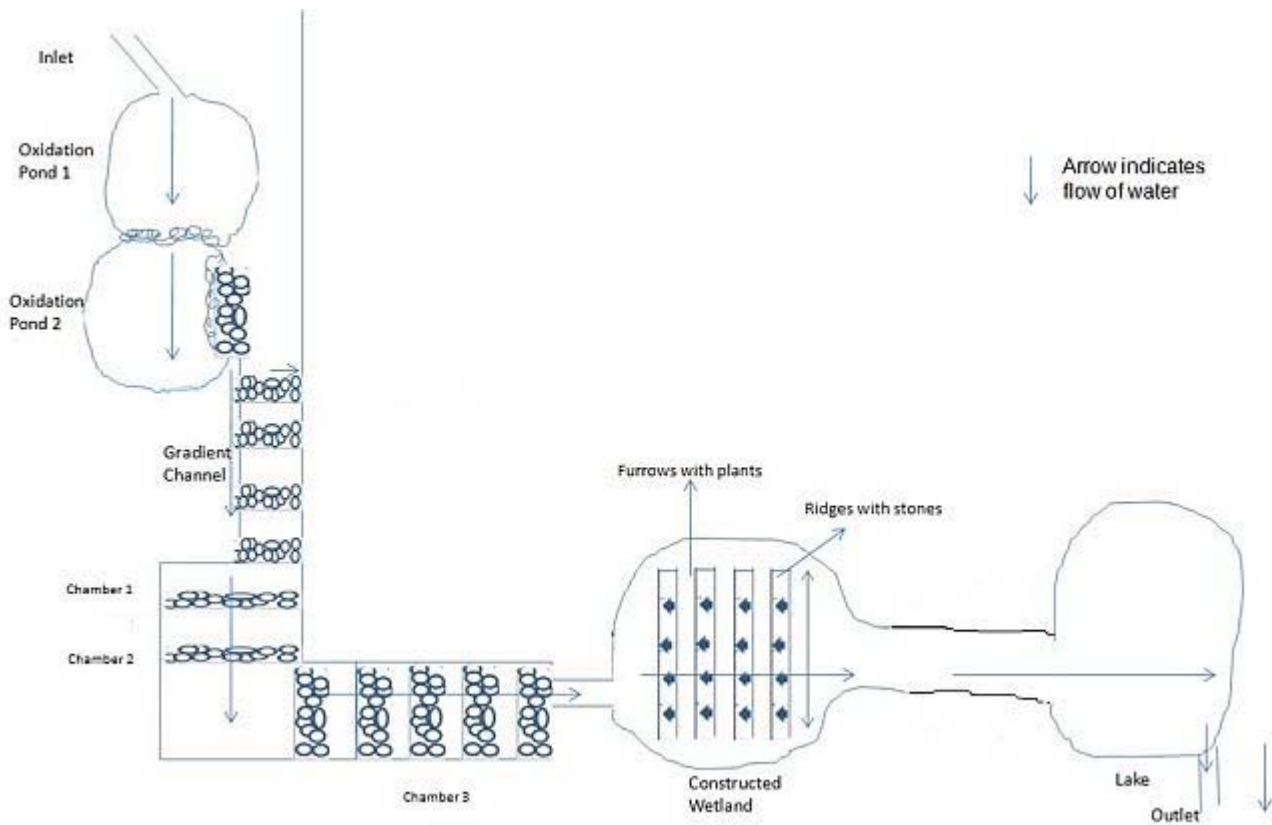 Inlet
Oxidation
Pond 1
Arrow indicates
flow of water
Oxidation
Pond 2
Gradient
Channel
Furrows with plants
Ridges with stones
Chamber 1
Chamber 2
Chamber 3
Constructed
Wetland
Lake
Outlet